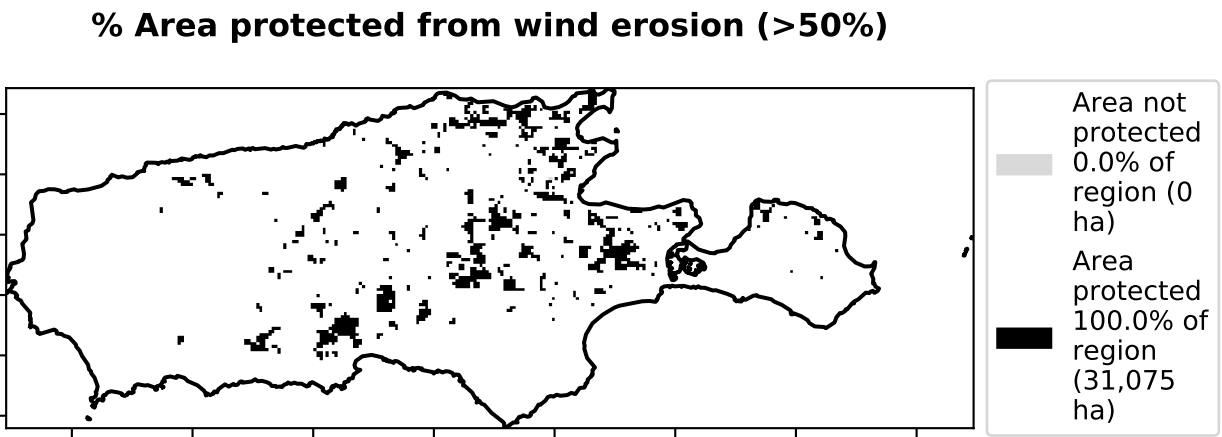 % Area protected from wind erosion (>50%)
Area not
protected
0.0% of
region (0
ha)
Area
protected
100.0% of
region
(31,075
ha)